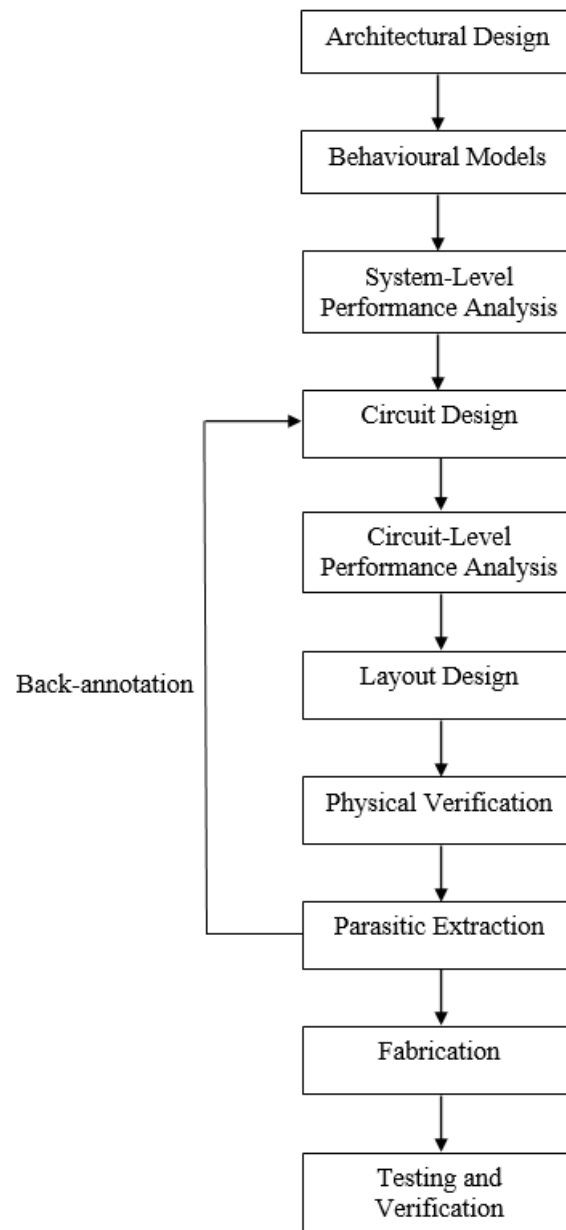 Architectural Design
Behavioural Models
System-Level
Performance Analysis
Circuit Design
Circuit-Level
Performance Analysis
Layout Design
Back-annotation
Physical Verification
Parasitic Extraction
Fabrication
Testing and
Verification